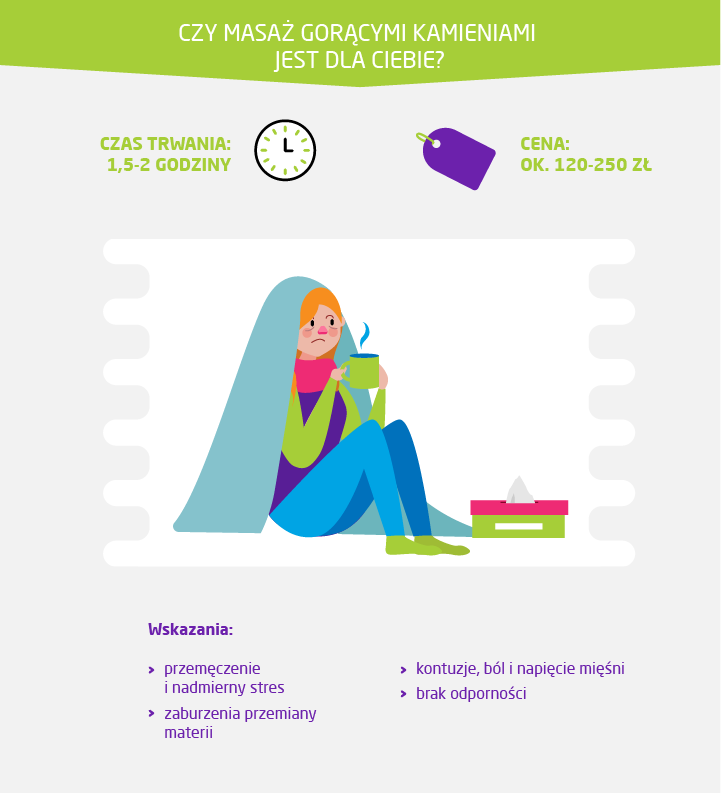 CZY MASAŻ GORĄCYMI KAMIENIAMI
JEST DLA CIEBIE?
CZAS TRWANIA:
1,5-2 GODZINY
CENA:
OK. 120-250 ZŁ
Wskazania:
przemęczenie
i nadmierny stres
zaburzenia przemiany
materii
kontuzje, ból i napięcie mięśni
brak odporności